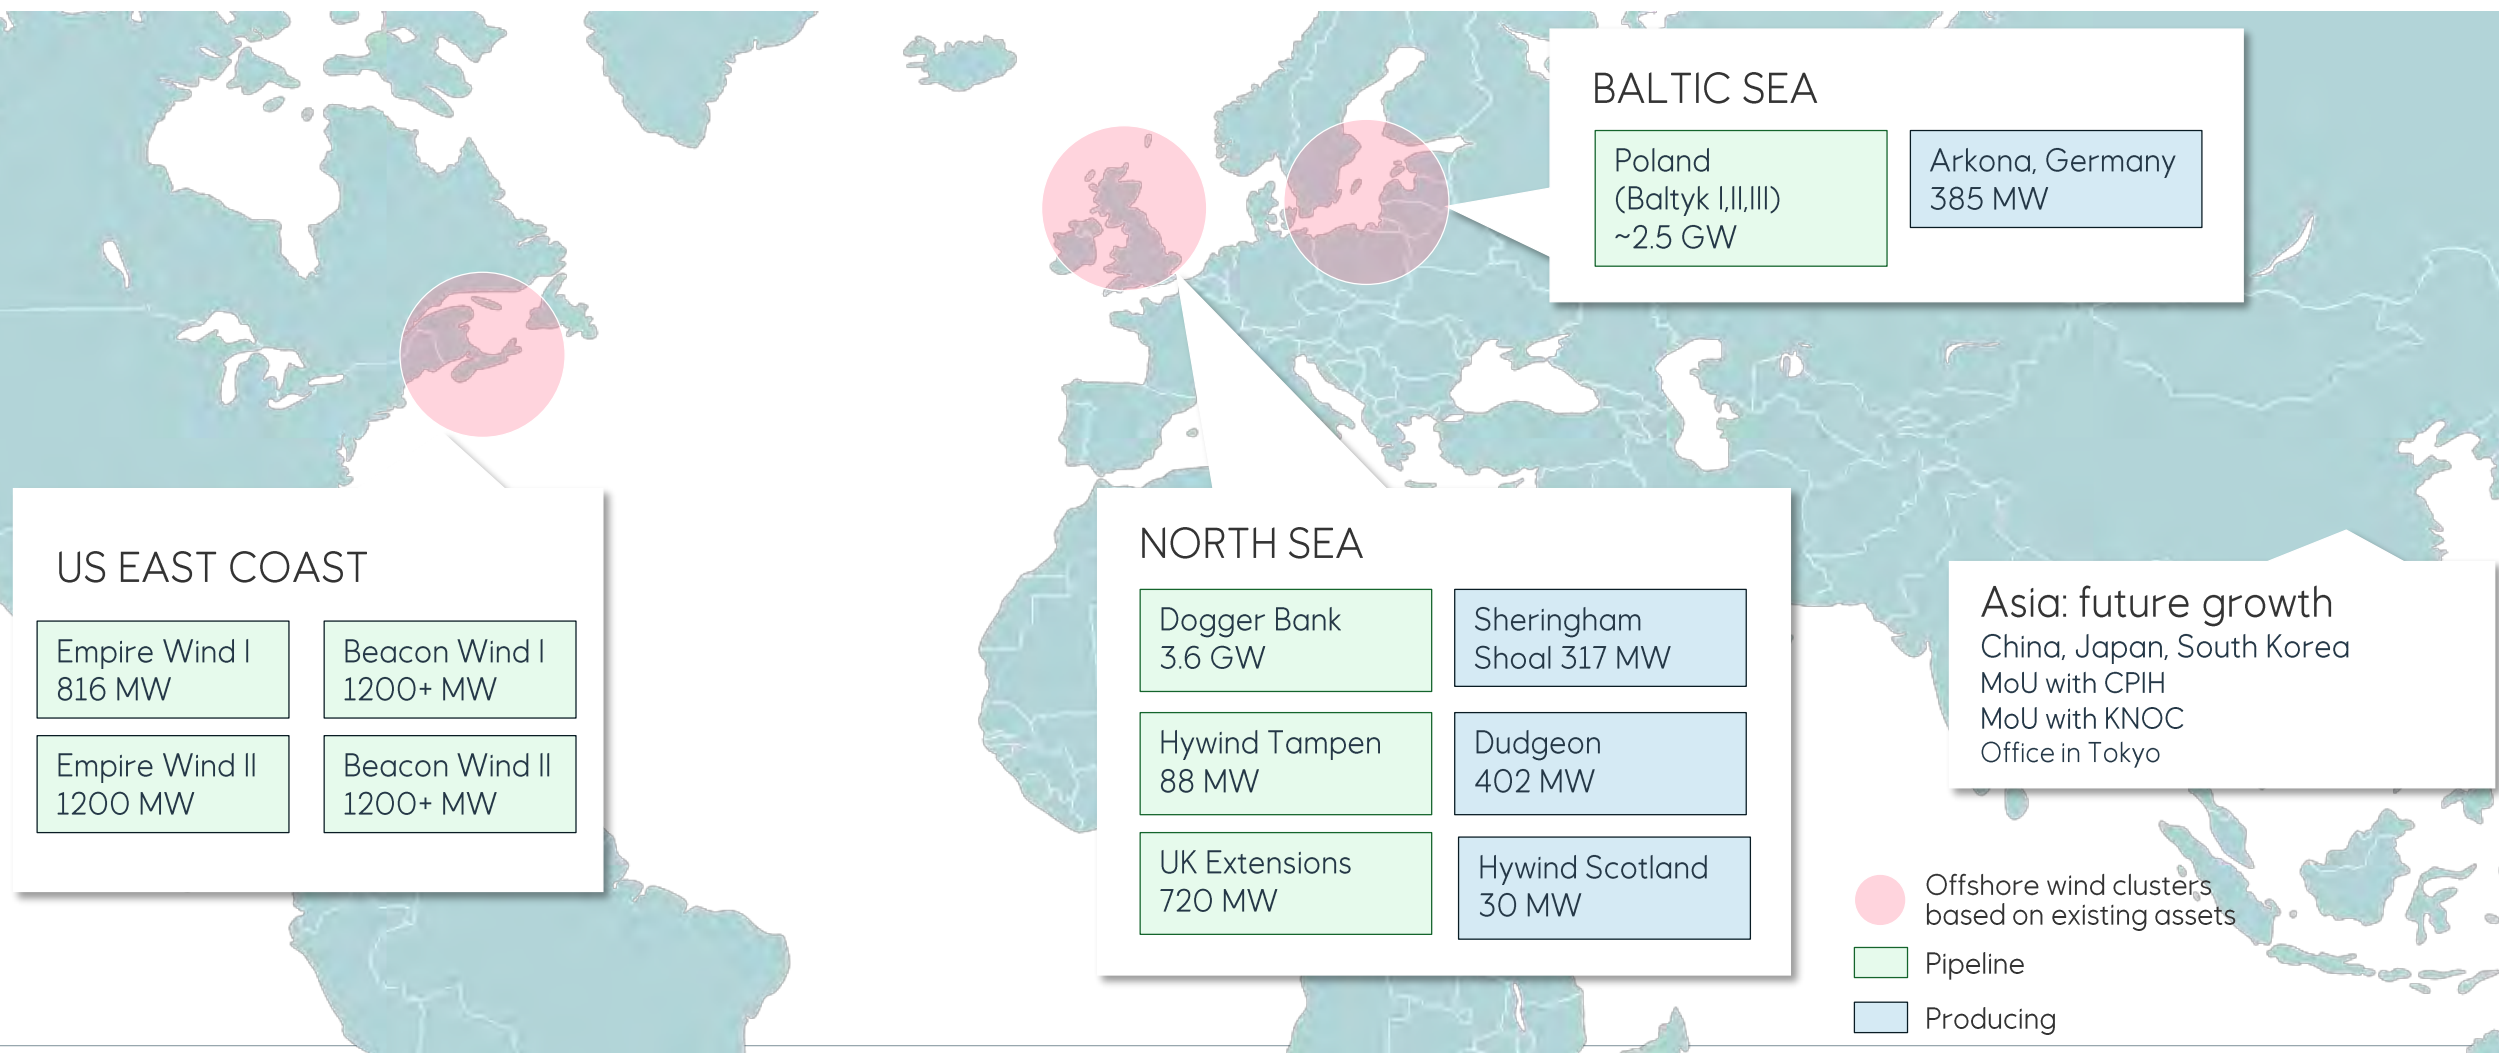 BALTIC SEA
Poland
(Baltyk I,II,III)
~2.5 GW
Arkona, Germany
385 MW
US EAST COAST
Empire Wind I
816 MW
Beacon Wind I
1200+ MW
Empire Wind II
1200 MW
Beacon Wind II
1200+ MW
NORTH SEA
Dogger Bank
3.6 GW
Sheringham
Shoal 317 MW
Hywind Tampen
88 MW
Dudgeon
402 MW
UK Extensions
720 MW
Hywind Scotland
30 MW
Asia: future growth
China, Japan, South Korea
MoU with CPIH
MoU with KNOC
Office in Tokyo
Offshore wind clusters
based on existing assets
Pipeline
Producing